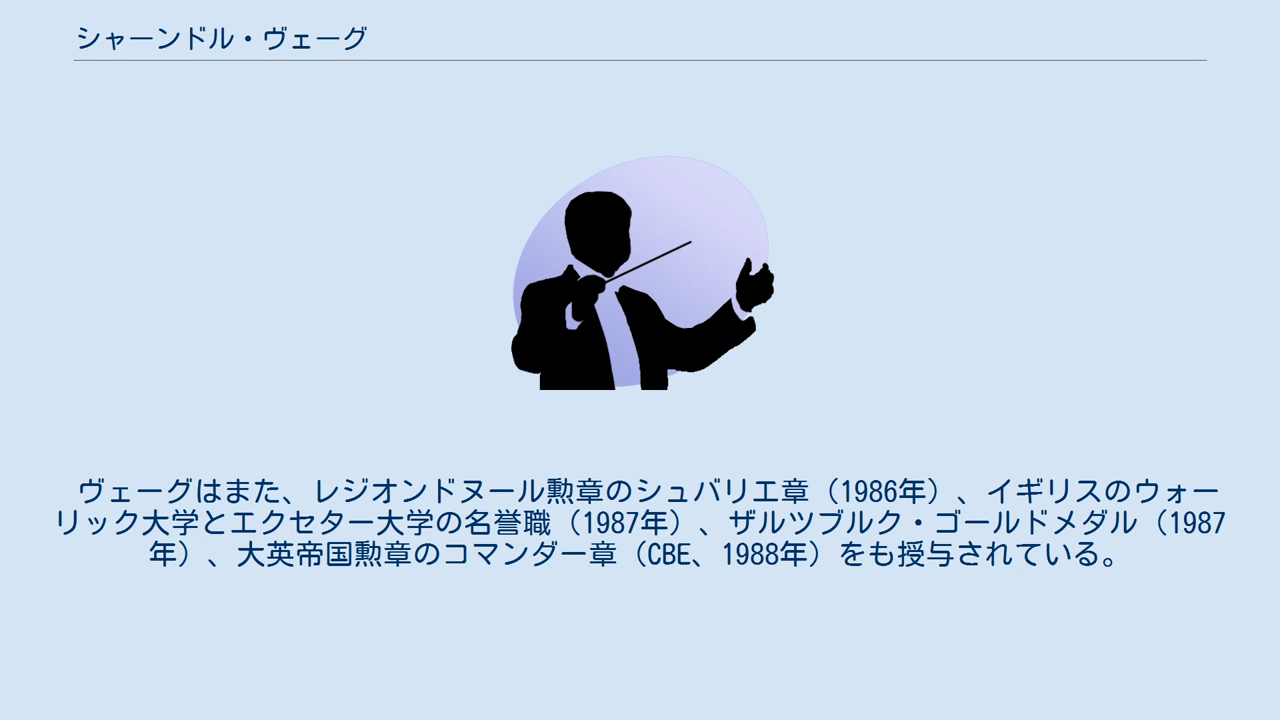 シャーンドル・ヴェーグ
ヴェーグはまた、レジオンドヌール勲章のシュバリエ章（1986年）、イギリスのウォー
リック大学とエクセター大学の名誉職（1987年）、ザルツブルク・ゴールドメダル（1987
年）、大英帝国勲章のコマンダー章（CBE、1988年）をも授与されている。